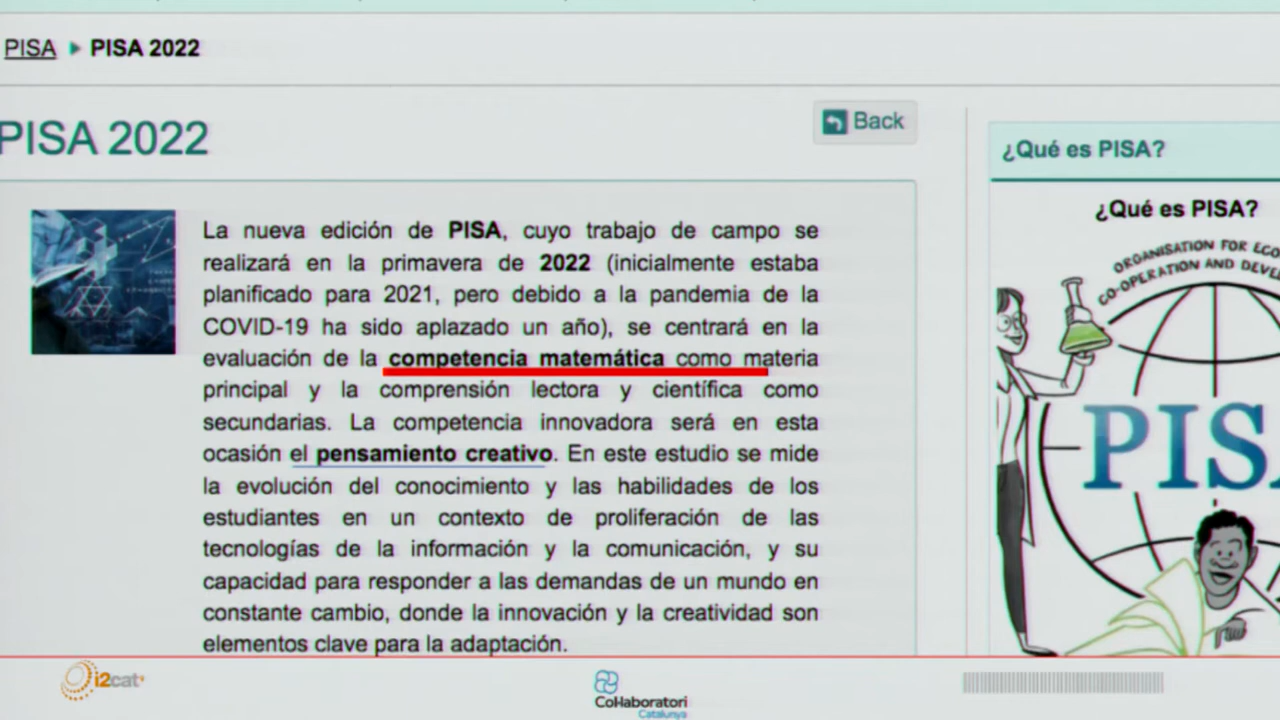 PISA ▸ PISA 2022
PISA 2022
Back
La nueva edición de PISA, cuyo trabajo de campo se
realizará en la primavera de 2022 (inicialmente estaba
planificado para 2021, pero debido a la pandemia de la
COVID-19 ha sido aplazado un año), se centrará en la
evaluación de la competencia matemática como materia
principal y la comprensión lectora y científica como
secundarias. La competencia innovadora será en esta
ocasión el pensamiento creativo. En este estudio se mide
la evolución del conocimiento y las habilidades de los
estudiantes en un contexto de proliferación de las
tecnologías de la información y la comunicación, y su
capacidad para responder a las demandas de un mundo en
constante cambio, donde la innovación y la creatividad son
elementos clave para la adaptación.
¿Qué es PISA?
¿Qué es PISA?
ORGANISATION FOR ECO
CO-OPERATION AND DEVEL
PISA
i2cat
Col·laboratori
Catalunya